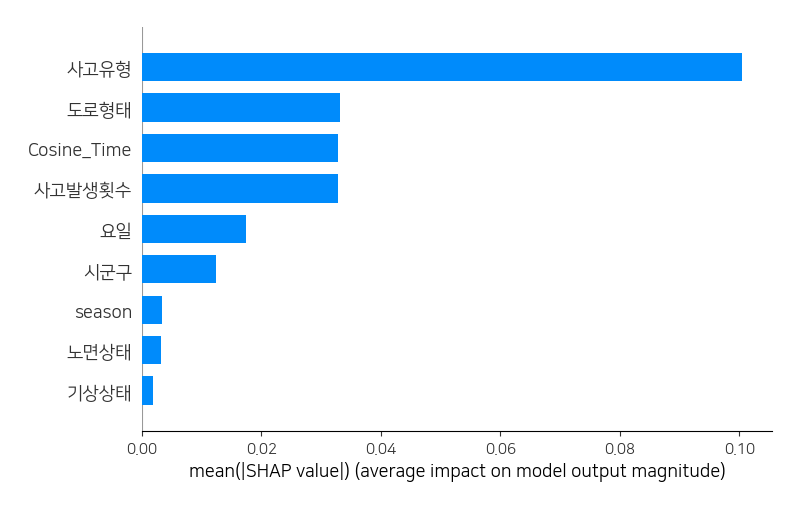 사고유형
도로형태
Cosine_Time
사고발생횟수
요일
시군구
season
노면상태
기상상태
0.00 0.02 0.04 0.06 0.08 0.10
mean(|SHAP value|) (average impact on model output magnitude)